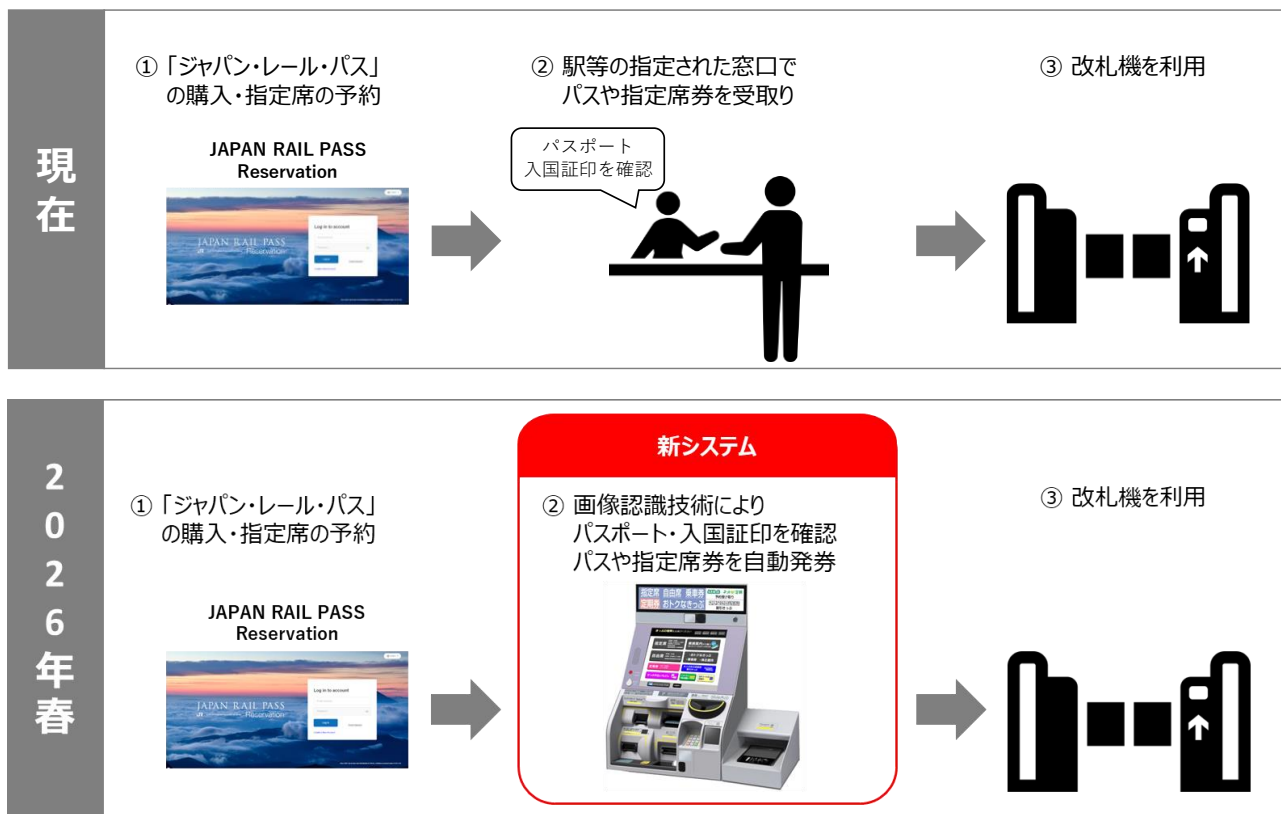 現在
① 「ジャパン・レール・パス」
の購入・指定席の予約
JAPAN RAIL PASS
Reservation
JAPAN RAIL PASS
Reservation
Log in to account
② 駅等の指定された窓口で
パスや指定席券を受取り
パスポート
入国証印を確認
③ 改札機を利用
2026年春
① 「ジャパン・レール・パス」
の購入・指定席の予約
JAPAN RAIL PASS
Reservation
JAPAN RAIL PASS
Reservation
Log in to account
新システム
② 画像認識技術により
パスポート・入国証印を確認
パスや指定席券を自動発券
指定席 自由席 乗車券
定期券 おトクなきっぷ
③ 改札機を利用